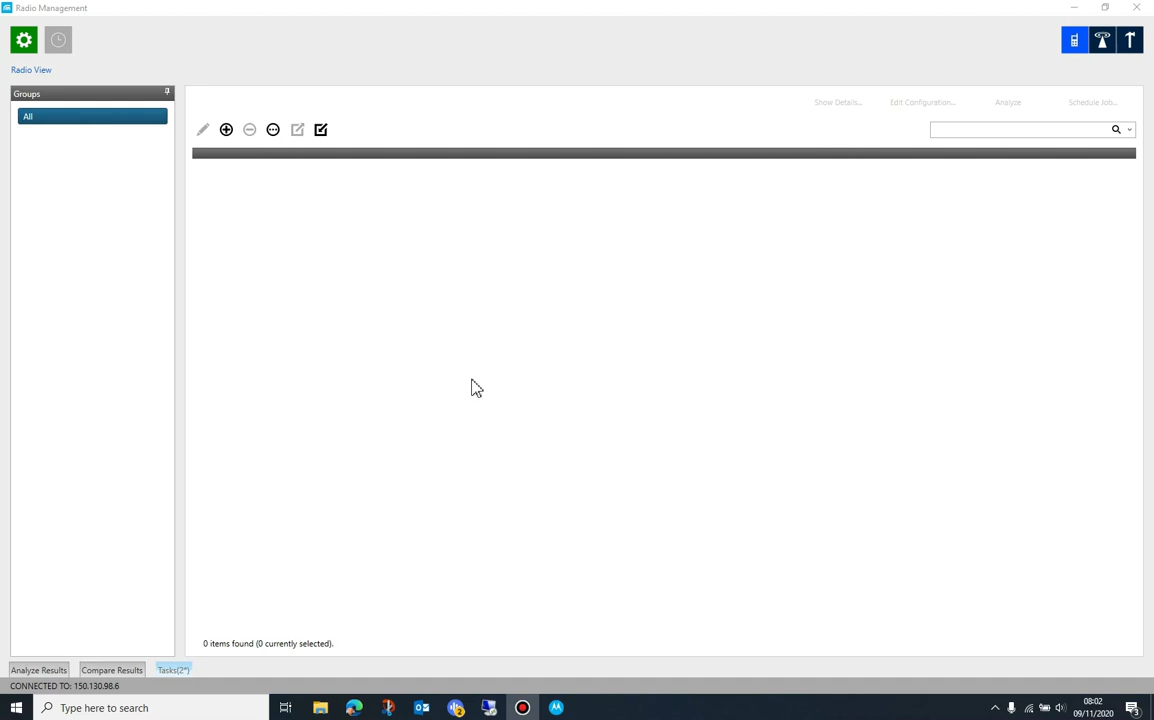 Radio Management
Radio View
Groups
All
Show Details...
Edit Configuration...
Analyze
Schedule Job...
0 items found (0 currently selected).
Analyze Results
Compare Results
Tasks(2*)
CONNECTED TO: 150.130.98.6
Type here to search
2
08:02
09/11/2020
3